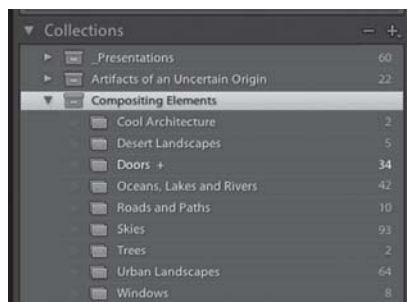 Collections − +
_Presentations 60
Artifacts of an Uncertain Origin 22
Compositing Elements
Cool Architecture 2
Desert Landscapes 5
Doors + 34
Oceans, Lakes and Rivers 42
Roads and Paths 10
Skies 93
Trees 2
Urban Landscapes 64
Windows 8